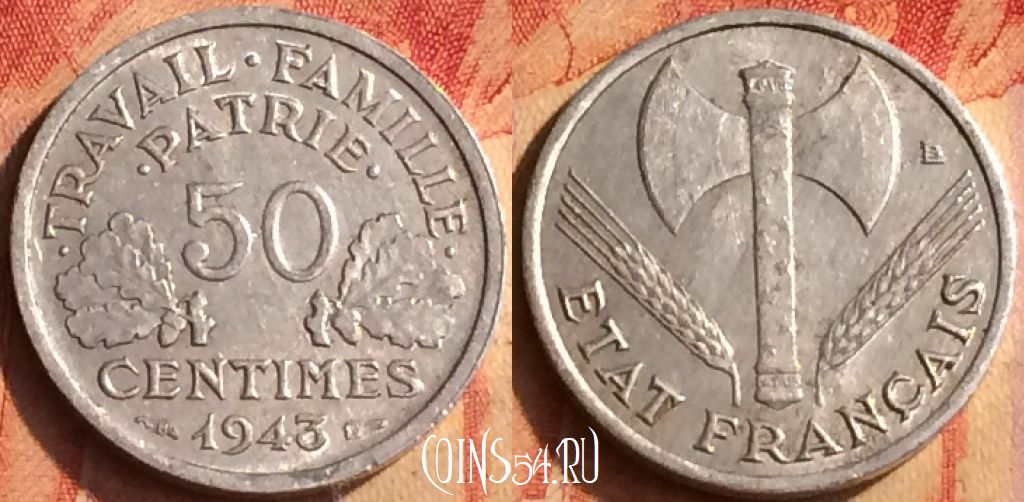 ·TRAVAIL·FAMILLE·
·PATRIE·
50
CENTIMES
1943
ETAT FRANÇAIS
COINS54.RU